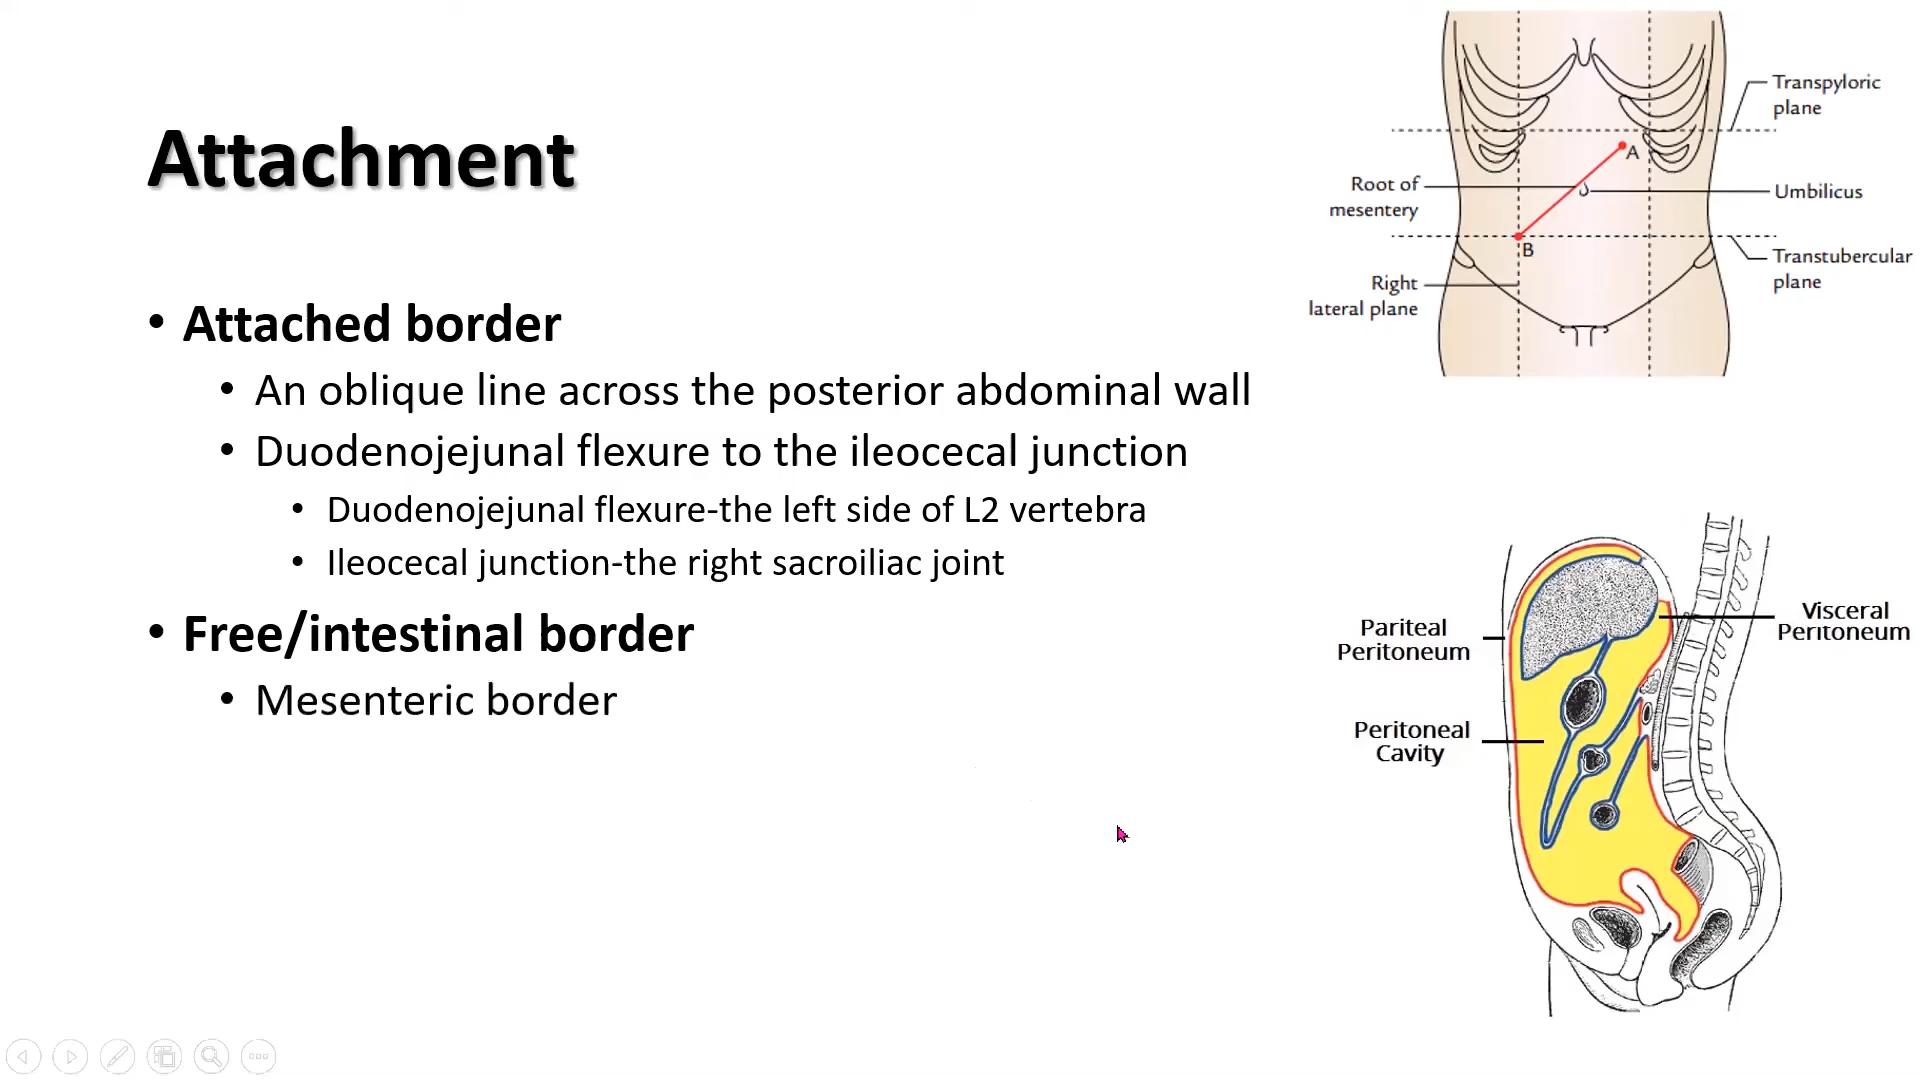 Attachment
• Attached border
• An oblique line across the posterior abdominal wall
• Duodenojejunal flexure to the ileocecal junction
• Duodenojejunal flexure-the left side of L2 vertebra
• Ileocecal junction-the right sacroiliac joint
• Free/intestinal border
• Mesenteric border
Transpyloric
plane
A
Root of
mesentery
Umbilicus
B
Transtubercular
plane
Right
lateral plane
Pariteal
Peritoneum
Visceral
Peritoneum
Peritoneal
Cavity